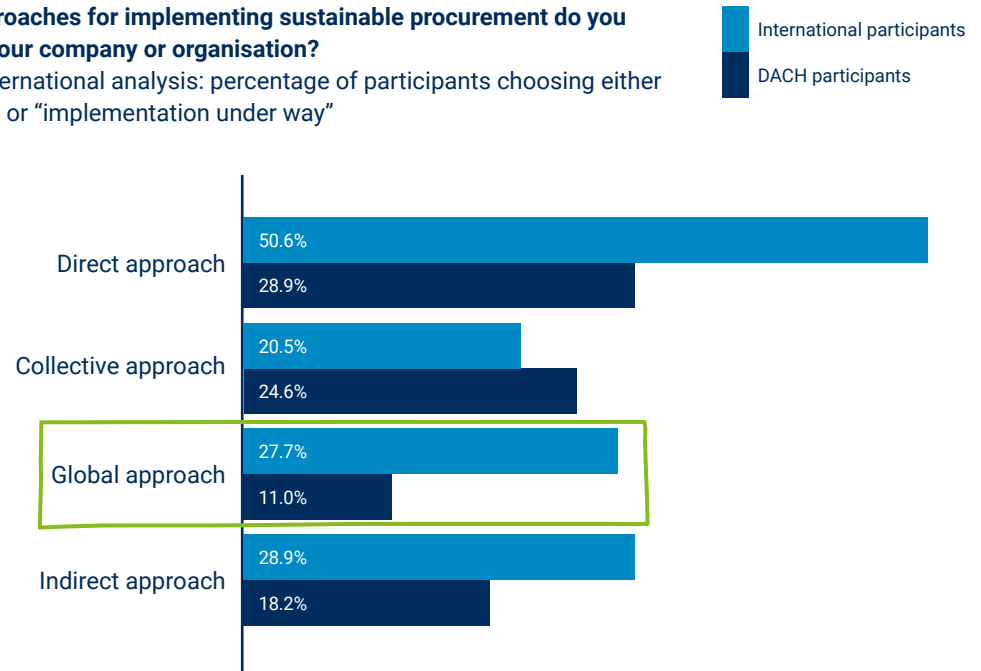 roaches for implementing sustainable procurement do you
our company or organisation?
ernational analysis: percentage of participants choosing either
or “implementation under way”
International participants
DACH participants
Direct approach
50.6%
28.9%
Collective approach
20.5%
24.6%
Global approach
27.7%
11.0%
Indirect approach
28.9%
18.2%